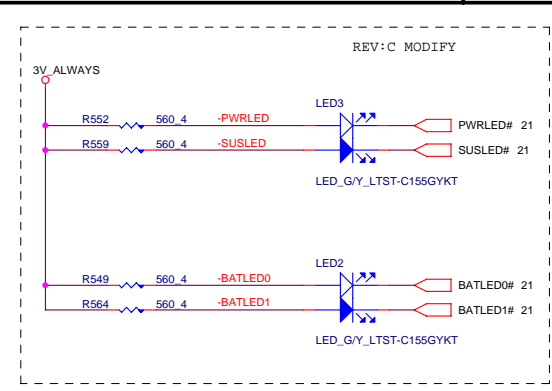 REV:C MODIFY
3V_ALWAYS
LED3
R552 560_4 -PWRLED PWRLED# 21
R559 560_4 -SUSLED SUSLED# 21
LED_G/Y_LTST-C155GYKT
LED2
R549 560_4 -BATLED0 BATLED0# 21
R564 560_4 -BATLED1 BATLED1# 21
LED_G/Y_LTST-C155GYKT